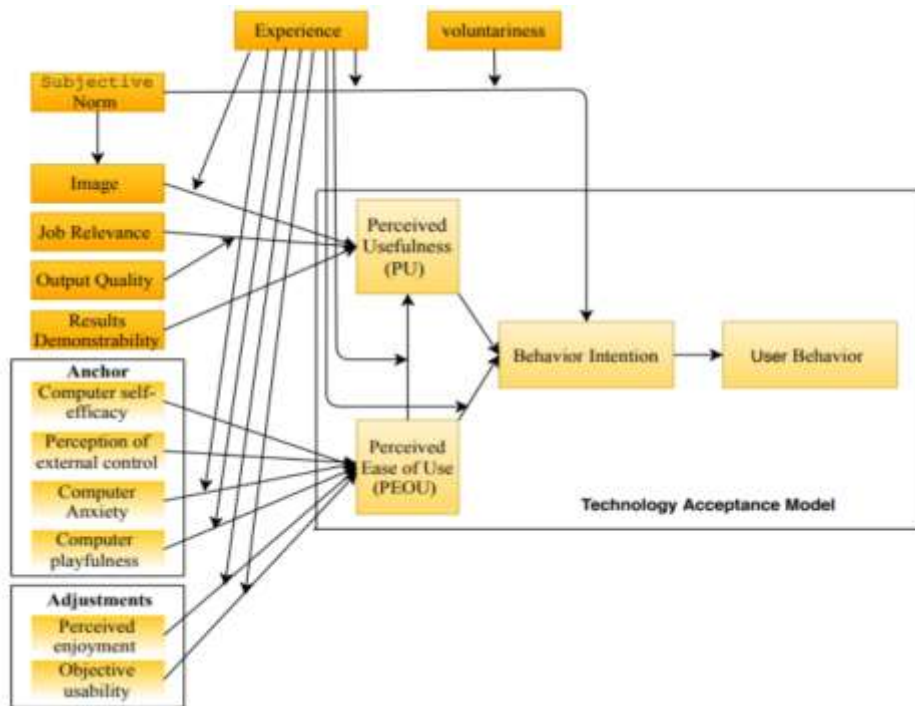 Experience
voluntariness
Subjective
Norm
Image
Job Relevance
Output Quality
Results
Demonstrability
Perceived
Usefulness
(PU)
Behavior Intention
User Behavior
Anchor
Computer self-
efficacy
Perception of
external control
Computer
Anxiety
Computer
playfulness
Perceived
Ease of Use
(PEOU)
Technology Acceptance Model
Adjustments
Perceived
enjoyment
Objective
usability